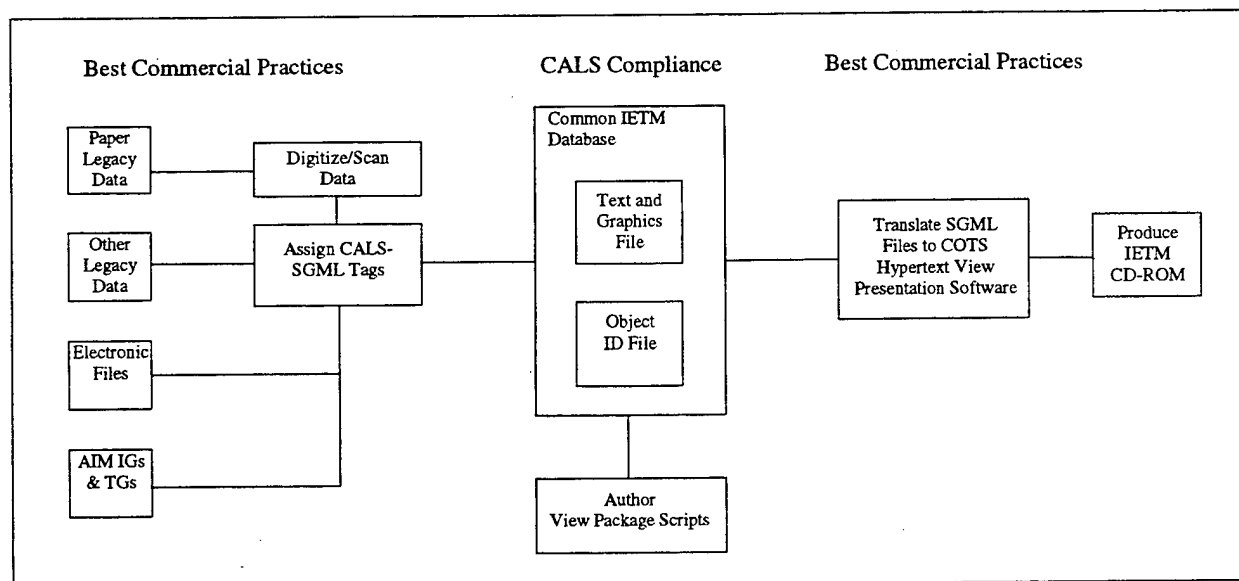 Best Commercial Practices
CALS Compliance
Best Commercial Practices
Paper
Legacy
Data
Digitize/Scan
Data
Other
Legacy
Data
Assign CALS-
SGML Tags
Electronic
Files
AIM IGs
& TGs
Common IETM
Database
Text and
Graphics
File
Object
ID File
Author
View Package Scripts
Translate SGML
Files to COTS
Hypertext View
Presentation Software
Produce
IETM
CD-ROM